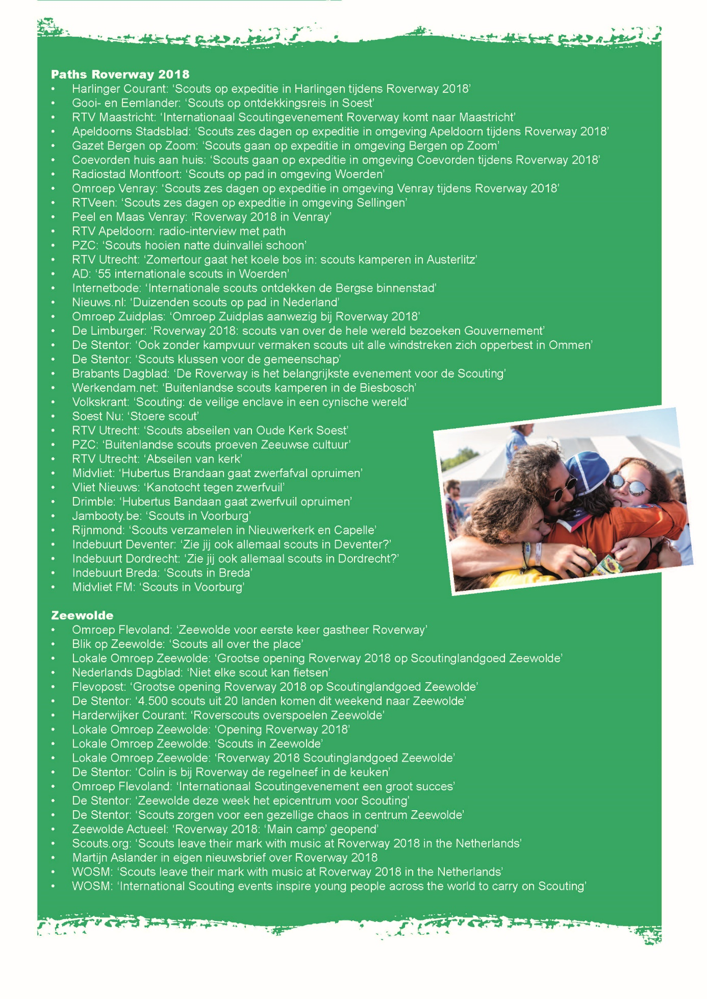 Paths Roverway 2018
• Harlinger Courant: ‘Scouts op expeditie in Harlingen tijdens Roverway 2018’
• Gooi- en Eemlander: ‘Scouts op ontdekkingsreis in Soest’
• RTV Maastricht: ‘Internationaal Scoutingevenement Roverway komt naar Maastricht’
• Apeldoorns Stadsblad: ‘Scouts zes dagen op expeditie in omgeving Apeldoorn tijdens Roverway 2018’
• Gazet Bergen op Zoom: ‘Scouts gaan op expeditie in omgeving Bergen op Zoom’
• Coevorden huis aan huis: ‘Scouts gaan op expeditie in omgeving Coevorden tijdens Roverway 2018’
• Radiostad Montfoort: ‘Scouts op pad in omgeving Woerden’
• Omroep Venray: ‘Scouts zes dagen op expeditie in omgeving Venray tijdens Roverway 2018’
• RTVeen: ‘Scouts zes dagen op expeditie in omgeving Sellingen’
• Peel en Maas Venray: ‘Roverway 2018 in Venray’
• RTV Apeldoorn: radio-interview met path
• PZC: ‘Scouts hooien natte duinvallei schoon’
• RTV Utrecht: ‘Zomertour gaat het koele bos in: scouts kamperen in Austerlitz’
• AD: ‘55 internationale scouts in Woerden’
• Internetbode: ‘Internationale scouts ontdekken de Bergse binnenstad’
• Nieuws.nl: ‘Duizenden scouts op pad in Nederland’
• Omroep Zuidplas: ‘Omroep Zuidplas aanwezig bij Roverway 2018’
• De Limburger: ‘Roverway 2018: scouts van over de hele wereld bezoeken Gouvernement’
• De Stentor: ‘Ook zonder kampvuur vermaken scouts uit alle windstreken zich opperbest in Ommen’
• De Stentor: ‘Scouts klussen voor de gemeenschap’
• Brabants Dagblad: ‘De Roverway is het belangrijkste evenement voor de Scouting’
• Werkendam.net: ‘Buitenlandse scouts kamperen in de Biesbosch’
• Volkskrant: ‘Scouting: de veilige enclave in een cynische wereld’
• Soest Nu: ‘Stoere scout’
• RTV Utrecht: ‘Scouts abseilen van Oude Kerk Soest’
• PZC: ‘Buitenlandse scouts proeven Zeeuwse cultuur’
• RTV Utrecht: ‘Abseilen van kerk’
• Midvliet: ‘Hubertus Brandaan gaat zwerfafval opruimen’
• Vliet Nieuws: ‘Kanotocht tegen zwerfvuil’
• Drimble: ‘Hubertus Bandaan gaat zwerfvuil opruimen’
• Jambooty.be: ‘Scouts in Voorburg’
• Rijnmond: ‘Scouts verzamelen in Nieuwerkerk en Capelle’
• Indebuurt Deventer: ‘Zie jij ook allemaal scouts in Deventer?’
• Indebuurt Dordrecht: ‘Zie jij ook allemaal scouts in Dordrecht?’
• Indebuurt Breda: ‘Scouts in Breda’
• Midvliet FM: ‘Scouts in Voorburg’
Zeewolde
• Omroep Flevoland: ‘Zeewolde voor eerste keer gastheer Roverway’
• Blik op Zeewolde: ‘Scouts all over the place’
• Lokale Omroep Zeewolde: ‘Grootse opening Roverway 2018 op Scoutinglandgoed Zeewolde’
• Nederlands Dagblad: ‘Niet elke scout kan fietsen’
• Flevopost: ‘Grootse opening Roverway 2018 op Scoutinglandgoed Zeewolde’
• De Stentor: ‘4.500 scouts uit 20 landen komen dit weekend naar Zeewolde’
• Harderwijker Courant: ‘Roverscouts overspoelen Zeewolde’
• Lokale Omroep Zeewolde: ‘Opening Roverway 2018’
• Lokale Omroep Zeewolde: ‘Scouts in Zeewolde’
• Lokale Omroep Zeewolde: ‘Roverway 2018 Scoutinglandgoed Zeewolde’
• De Stentor: ‘Colin is bij Roverway de regelneef in de keuken’
• Omroep Flevoland: ‘Internationaal Scoutingevenement een groot succes’
• De Stentor: ‘Zeewolde deze week het epicentrum voor Scouting’
• De Stentor: ‘Scouts zorgen voor een gezellige chaos in centrum Zeewolde’
• Zeewolde Actueel: ‘Roverway 2018: ‘Main camp’ geopend’
• Scouts.org: ‘Scouts leave their mark with music at Roverway 2018 in the Netherlands’
• Martijn Aslander in eigen nieuwsbrief over Roverway 2018
• WOSM: ‘Scouts leave their mark with music at Roverway 2018 in the Netherlands’
• WOSM: ‘International Scouting events inspire young people across the world to carry on Scouting’